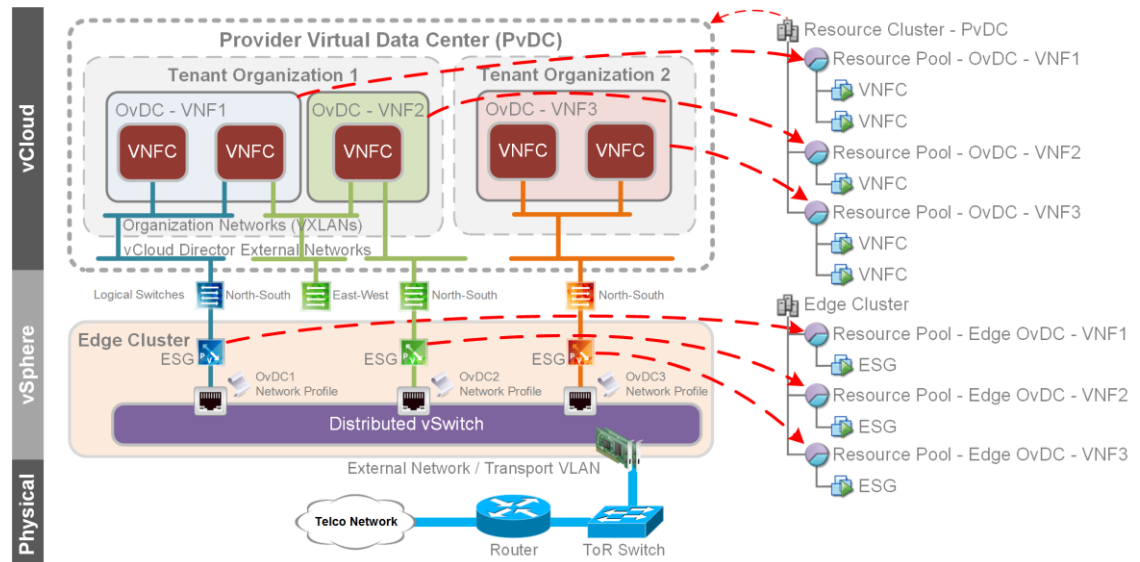 vCloud
vSphere
Physical
Provider Virtual Data Center (PvDC)
Tenant Organization 1
Tenant Organization 2
OvDC - VNF1
OvDC - VNF2
OvDC - VNF3
VNFC
VNFC
VNFC
VNFC
VNFC
Organization Networks (VXLANs)
vCloud Director External Networks
Logical Switches
North-South
East-West
North-South
North-South
Edge Cluster
ESG
ESG
ESG
OvDC1
Network Profile
OvDC2
Network Profile
OvDC3
Network Profile
Distributed vSwitch
External Network / Transport VLAN
Telco Network
Router
ToR Switch
Resource Cluster - PvDC
Resource Pool - OvDC - VNF1
VNFC
VNFC
Resource Pool - OvDC - VNF2
VNFC
Resource Pool - OvDC - VNF3
VNFC
VNFC
Edge Cluster
Resource Pool - Edge OvDC - VNF1
ESG
Resource Pool - Edge OvDC - VNF2
ESG
Resource Pool - Edge OvDC - VNF3
ESG